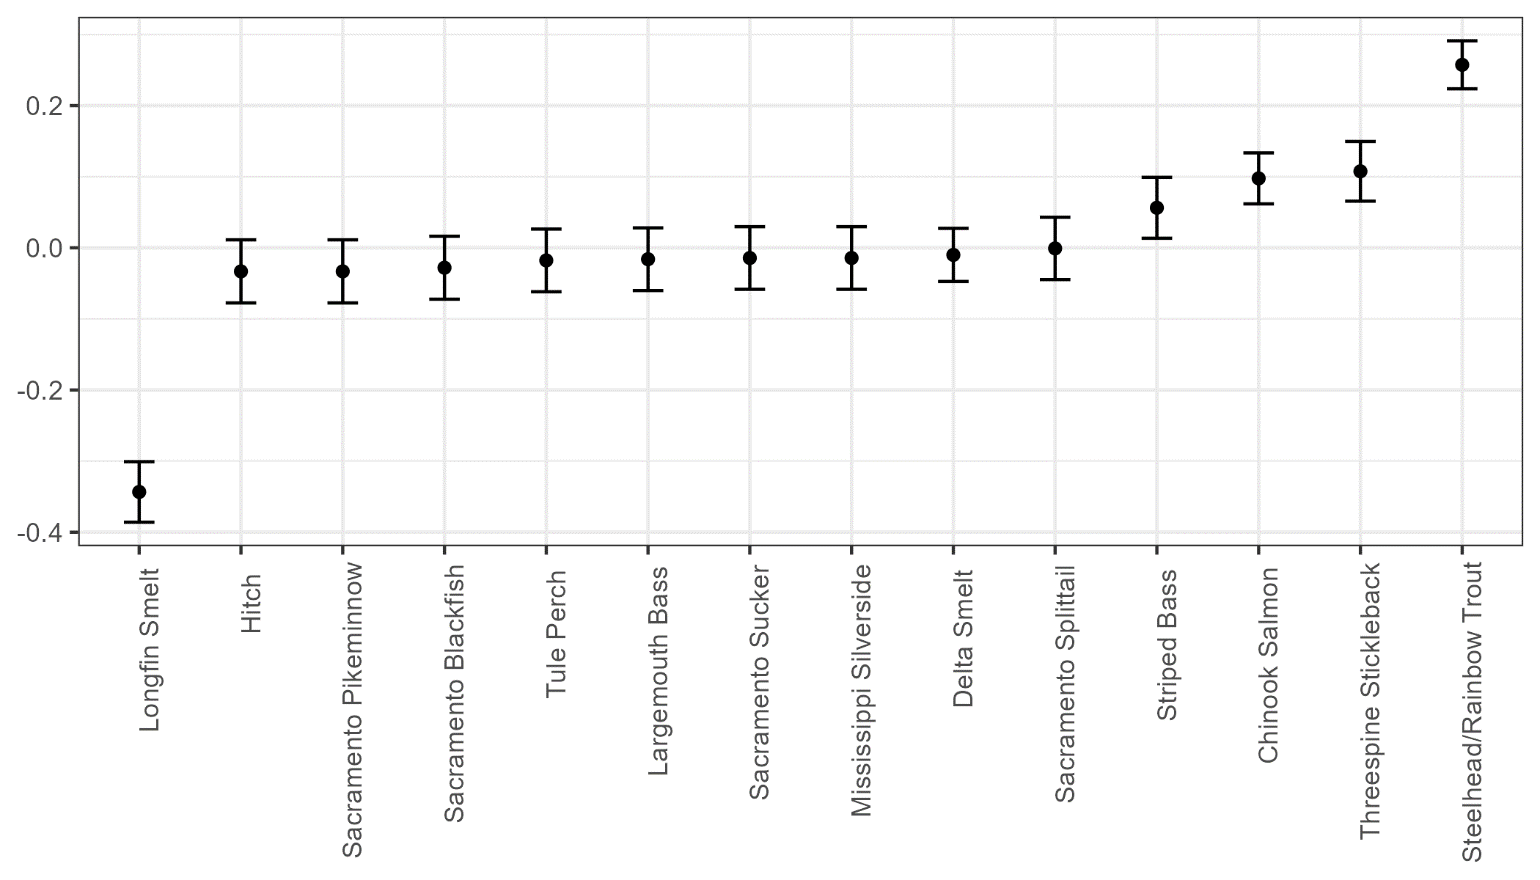 0.2
0.0
-0.2
-0.4
Longfin Smelt
Hitch
Sacramento Pikeminnow
Sacramento Blackfish
Tule Perch
Largemouth Bass
Sacramento Sucker
Mississippi Silverside
Delta Smelt
Sacramento Splittail
Striped Bass
Chinook Salmon
Threespine Stickleback
Steelhead/Rainbow Trout